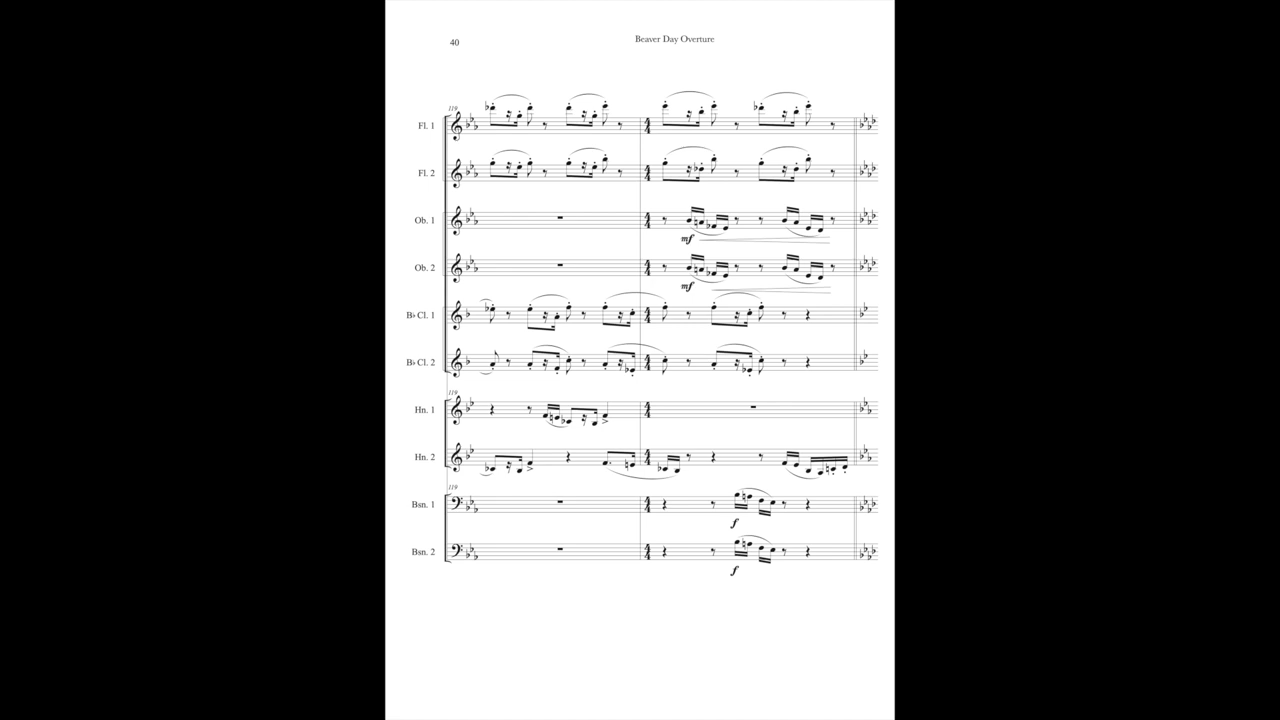 40
Beaver Day Overture
119
Fl. 1
Fl. 2
Ob. 1
mf
Ob. 2
mf
B♭ Cl. 1
B♭ Cl. 2
119
Hn. 1
Hn. 2
119
Bsn. 1
f
Bsn. 2
f